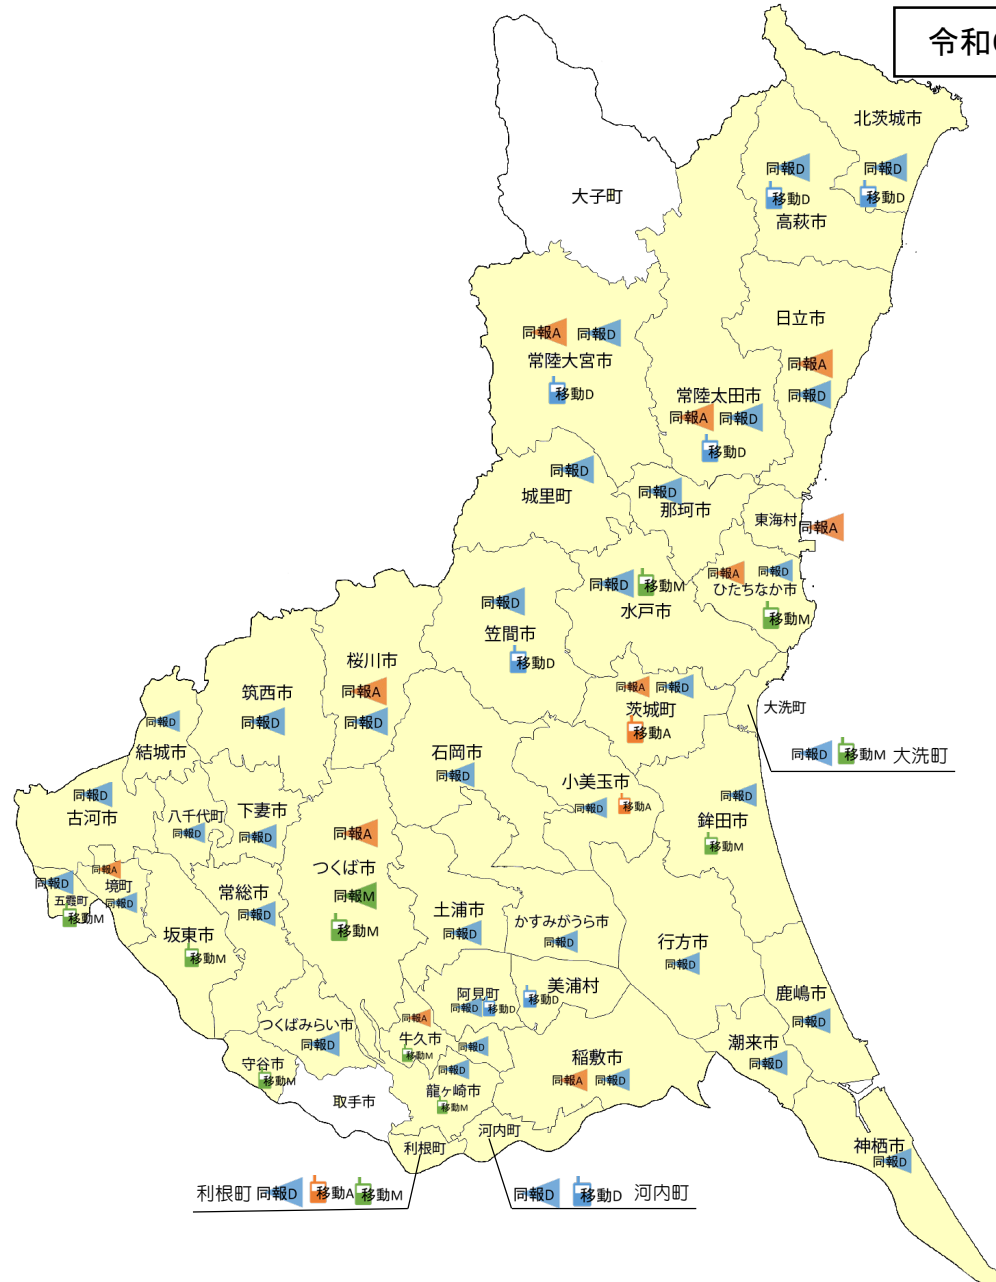 令和
北茨城市
同報D
同報D
移動D
移動D
高萩市
大子町
日立市
同報A
同報D
同報A
同報D
常陸大宮市
移動D
常陸太田市
同報A
同報D
移動D
同報D
城里町
同報D
那珂市
東海村
同報A
同報A
同報D
ひたちなか市
移動M
同報D
移動M
水戸市
同報D
笠間市
移動D
桜川市
同報A
同報D
筑西市
同報D
同報D
結城市
同報A
同報D
茨城町
移動A
大洗町
同報D
移動M
大洗町
石岡市
同報D
小美玉市
同報D
移動A
同報D
鉾田市
移動M
同報D
古河市
八千代町
同報D
下妻市
同報D
同報A
つくば市
同報M
移動M
同報A
境町
同報D
同報D
五霞町
移動M
常総市
同報D
坂東市
移動M
土浦市
同報D
かすみがうら市
同報D
行方市
同報D
阿見町
同報D
移動D
美浦村
移動D
鹿嶋市
同報D
潮来市
同報D
つくばみらい市
同報D
同報A
牛久市
移動M
同報D
同報D
龍ヶ崎市
移動M
稲敷市
同報A
同報D
守谷市
移動M
取手市
利根町
河内町
神栖市
同報D
利根町
同報D
移動A
移動M
同報D
移動D
河内町